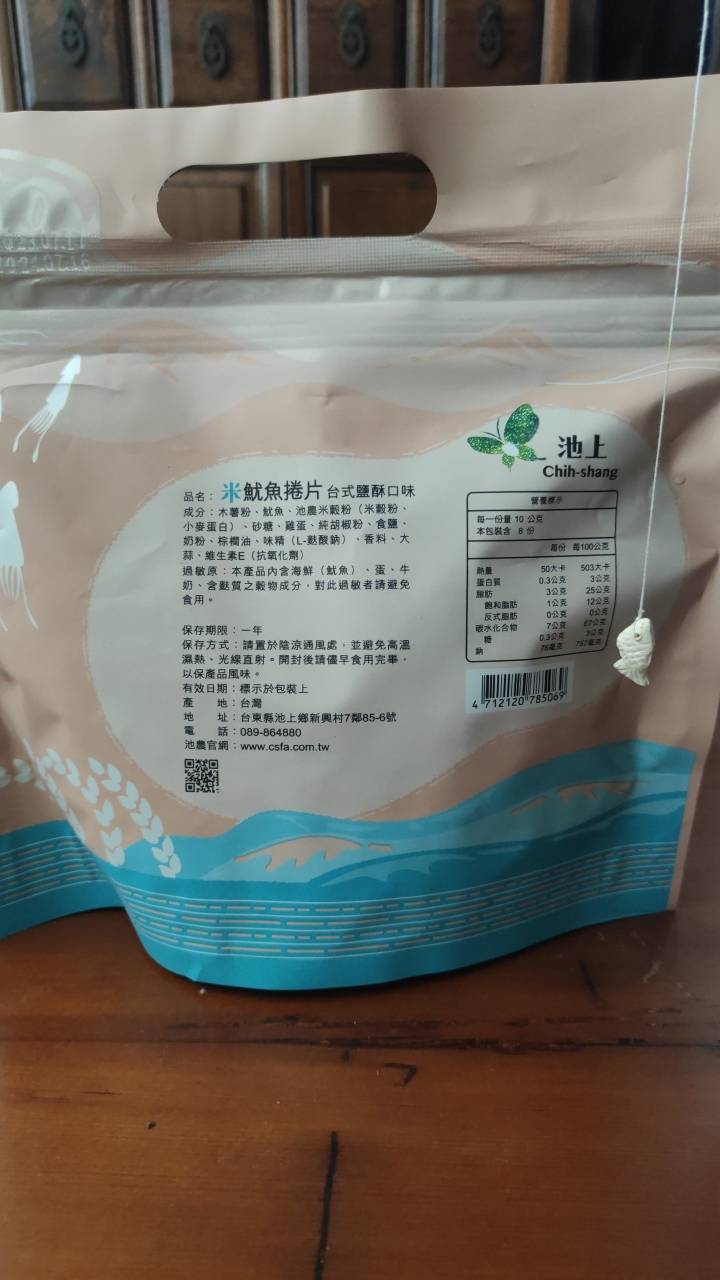 2024.07.16
池上
Chih-shang
品名：米魷魚捲片 台式鹽酥口味
成分：木薯粉、魷魚、池農米穀粉（米穀粉、
小麥蛋白）、砂糖、雞蛋、純胡椒粉、食鹽、
奶粉、棕櫚油、味精（L-麩酸鈉）、香料、大
蒜、維生素E（抗氧化劑）
過敏原：本產品內含海鮮（魷魚）、蛋、牛
奶、含麩質之穀物成分，對此過敏者請避免
食用。
保存期限：一年
保存方式：請置於陰涼通風處，並避免高溫
濕熱、光線直射。開封後請儘早食用完畢，
以保產品風味。
有效日期：標示於包裝上
產　　地：台灣
地　　址：台東縣池上鄉新興村7鄰85-6號
電　　話：089-864880
池農官網：www.csfa.com.tw
營養標示
每一份量 10 公克
本包裝含 8 份
每份 每100公克
熱量 50大卡 503大卡
蛋白質 0.3公克 3公克
脂肪 3公克 25公克
飽和脂肪 1公克 12公克
反式脂肪 0公克 0公克
碳水化合物 7公克 67公克
糖 0.3公克 3公克
鈉 76毫克 757毫克
4 712120 785069